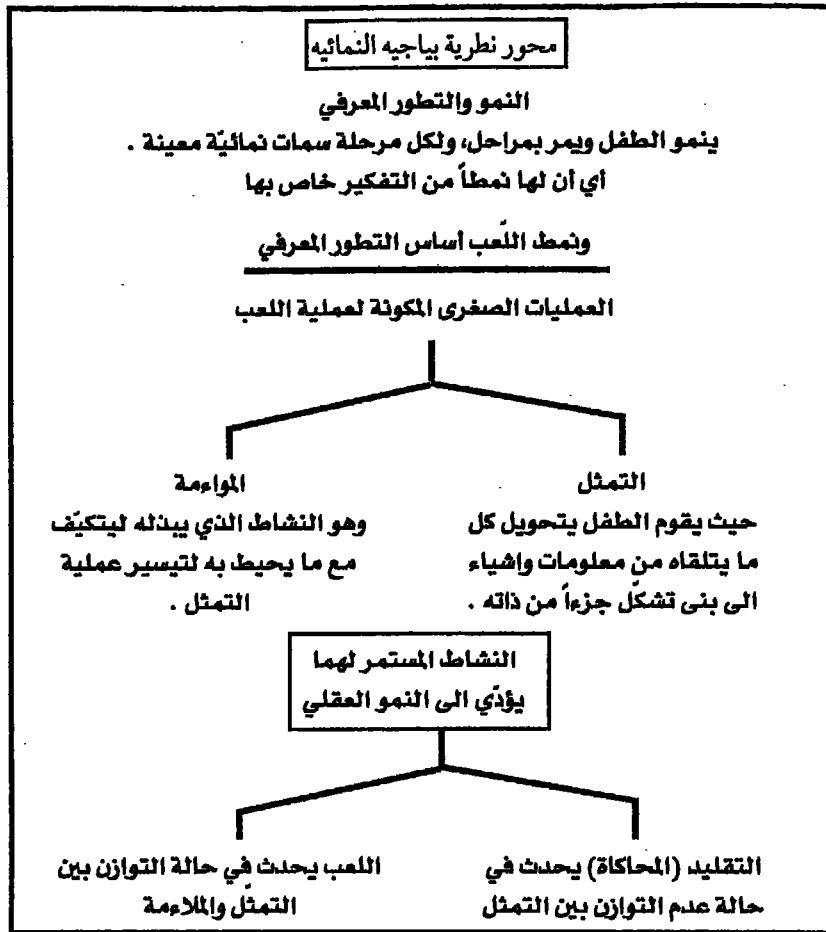 محور نطرية بياجيه النمائيه
النمو والتطور المعرفي
ينمو الطفل ويمر بمراحل، ولكل مرحلة سمات نمائيّة معينة .
أي أن لها نمطاً من التفكير خاص بها
ونمط اللّعب أساس التطور المعرفي
العمليات الصغرى المكونة لعملية اللعب
التمثل
حيث يقوم الطفل يتحويل كل
ما يتلقاه من معلومات واشياء
الى بنى تشكّل جزءاً من ذاته .
المواءمة
وهو النشاط الذي يبذله ليتكيّف
مع ما يحيط به لتيسير عملية
التمثل .
النشاط المستمر لهما
يؤدّي الى النمو العقلي
التقليد (المحاكاة) يحدث في
حالة عدم التوازن بين التمثل
اللعب يحدث في حالة التوازن بين
التمثّل والملاءمة